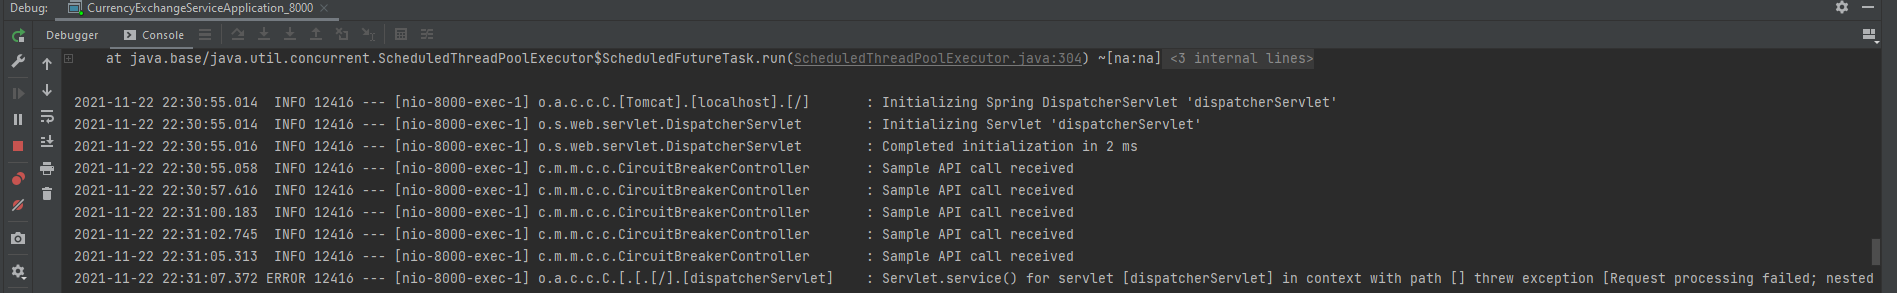 Debug: CurrencyExchangeServiceApplication_8000
Debugger Console
at java.base/java.util.concurrent.ScheduledThreadPoolExecutor$ScheduledFutureTask.run(ScheduledThreadPoolExecutor.java:304) ~[na:na] <3 internal lines>
2021-11-22 22:30:55.014 INFO 12416 --- [nio-8000-exec-1] o.a.c.c.C.[Tomcat].[localhost].[/] : Initializing Spring DispatcherServlet 'dispatcherServlet'
2021-11-22 22:30:55.014 INFO 12416 --- [nio-8000-exec-1] o.s.web.servlet.DispatcherServlet : Initializing Servlet 'dispatcherServlet'
2021-11-22 22:30:55.016 INFO 12416 --- [nio-8000-exec-1] o.s.web.servlet.DispatcherServlet : Completed initialization in 2 ms
2021-11-22 22:30:55.058 INFO 12416 --- [nio-8000-exec-1] c.m.m.c.c.CircuitBreakerController : Sample API call received
2021-11-22 22:30:57.616 INFO 12416 --- [nio-8000-exec-1] c.m.m.c.c.CircuitBreakerController : Sample API call received
2021-11-22 22:31:00.183 INFO 12416 --- [nio-8000-exec-1] c.m.m.c.c.CircuitBreakerController : Sample API call received
2021-11-22 22:31:02.745 INFO 12416 --- [nio-8000-exec-1] c.m.m.c.c.CircuitBreakerController : Sample API call received
2021-11-22 22:31:05.313 INFO 12416 --- [nio-8000-exec-1] c.m.m.c.c.CircuitBreakerController : Sample API call received
2021-11-22 22:31:07.372 ERROR 12416 --- [nio-8000-exec-1] o.a.c.c.C.[.[.[/].[dispatcherServlet] : Servlet.service() for servlet [dispatcherServlet] in context with path [] threw exception [Request processing failed; nested